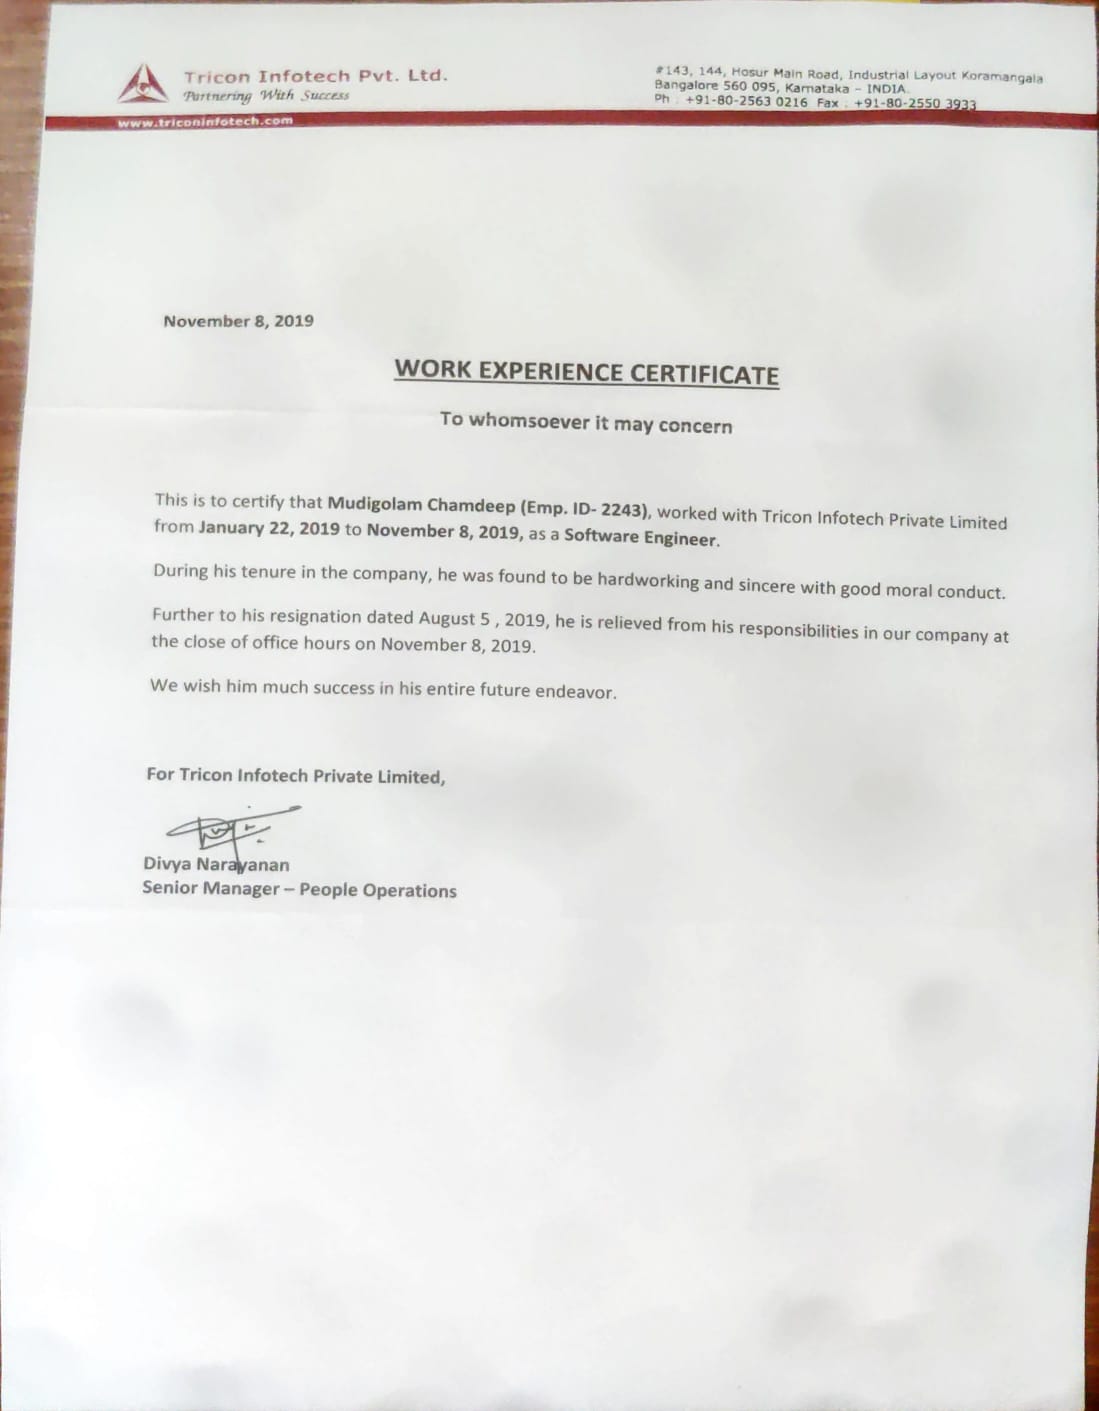 Tricon Infotech Pvt. Ltd.
Partnering With Success
www.triconinfotech.com
#143, 144, Hosur Main Road, Industrial Layout Koramangala
Bangalore 560 095, Karnataka – INDIA.
Ph : +91-80-2563 0216 Fax : +91-80-2550 3933
November 8, 2019
WORK EXPERIENCE CERTIFICATE
To whomsoever it may concern
This is to certify that Mudigolam Chamdeep (Emp. ID- 2243), worked with Tricon Infotech Private Limited
from January 22, 2019 to November 8, 2019, as a Software Engineer.
During his tenure in the company, he was found to be hardworking and sincere with good moral conduct.
Further to his resignation dated August 5 , 2019, he is relieved from his responsibilities in our company at
the close of office hours on November 8, 2019.
We wish him much success in his entire future endeavor.
For Tricon Infotech Private Limited,
Divya Narayanan
Senior Manager – People Operations